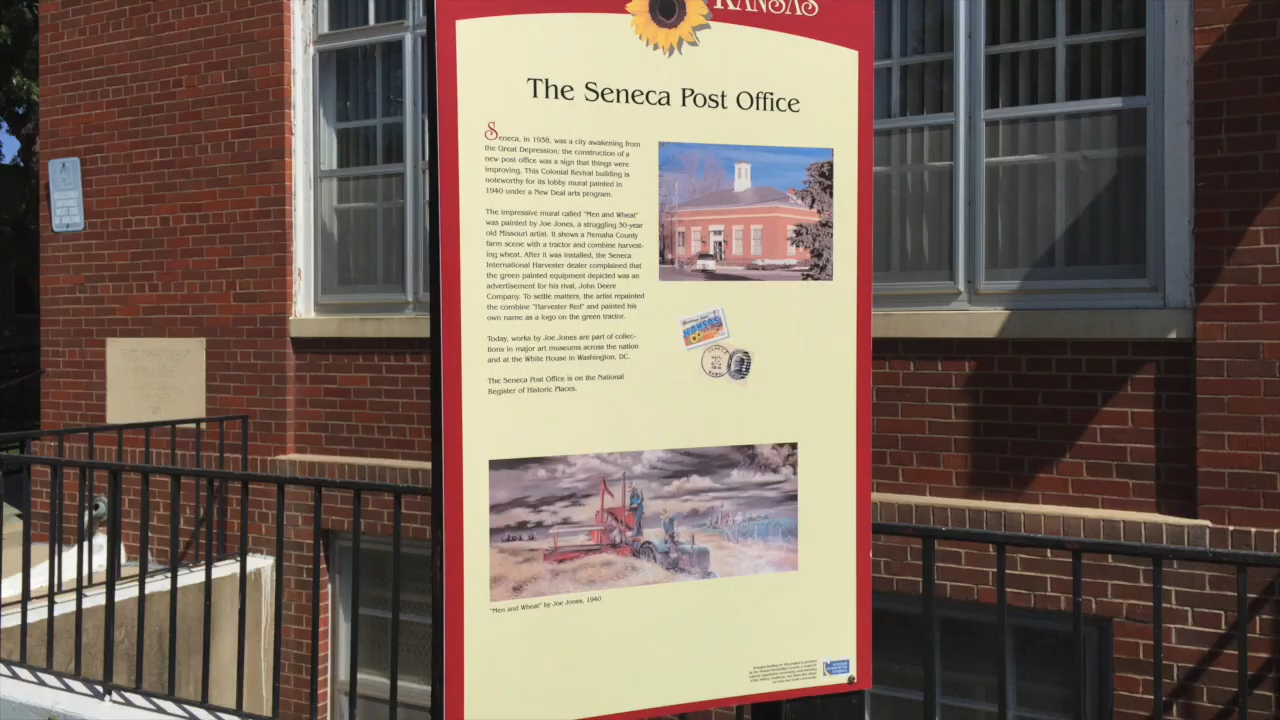 KANSAS
The Seneca Post Office
Seneca, in 1938, was a city awakening from
the Great Depression; the construction of a
new post office was a sign that things were
improving. This Colonial Revival building is
noteworthy for its lobby mural painted in
1940 under a New Deal arts program.
The impressive mural called "Men and Wheat"
was painted by Joe Jones, a struggling 30-year
old Missouri artist. It shows a Nemaha County
farm scene with a tractor and combine harvest-
ing wheat. After it was installed, the Seneca
International Harvester dealer complained that
the green painted equipment depicted was an
advertisement for his rival, John Deere
Company. To settle matters, the artist repainted
the combine "Harvester Red" and painted his
own name as a logo on the green tractor.
Today, works by Joe Jones are part of collec-
tions in major art museums across the nation
and at the White House in Washington, DC.
The Seneca Post Office is on the National
Register of Historic Places.
KANSAS
"Men and Wheat" by Joe Jones, 1940